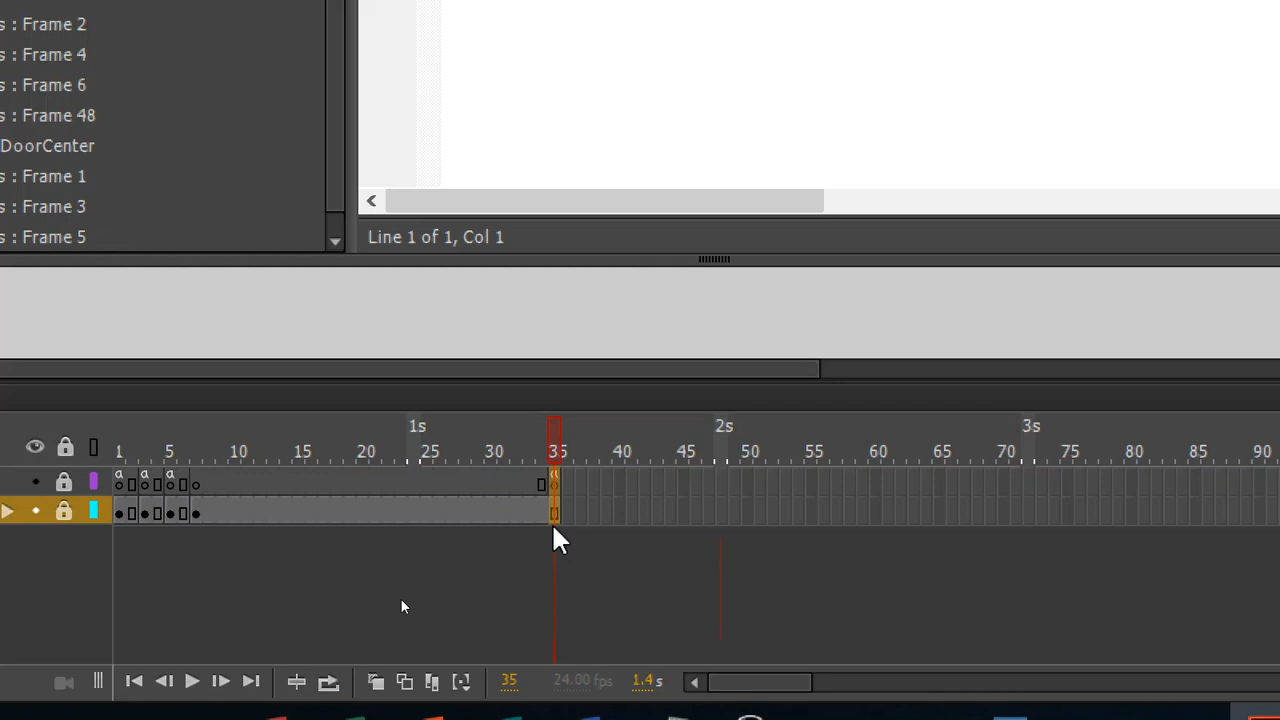 s : Frame 2
s : Frame 4
s : Frame 6
s : Frame 48
DoorCenter
s : Frame 1
s : Frame 3
s : Frame 5
Line 1 of 1, Col 1
1s 2s 3s
1 5 10 15 20 25 30 35 40 45 50 55 60 65 70 75 80 85 90
a a a a
35 24.00 fps 1.4 s